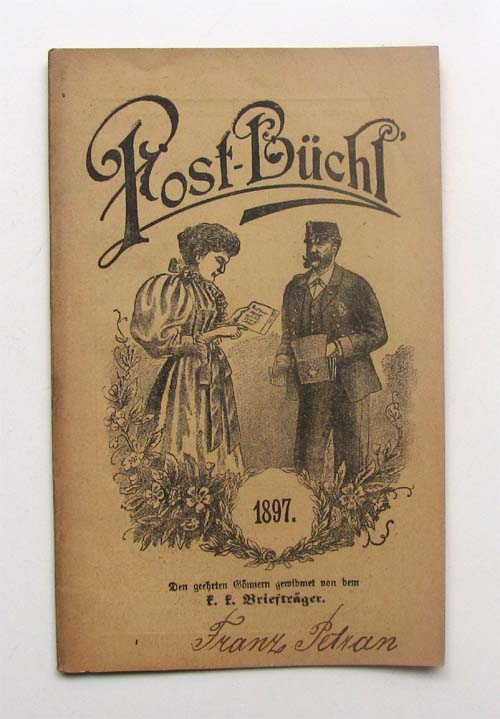 Post-Büchl'
1897.
Den geehrten Gönnern gewidmet von dem
k. k. Briefträger.
Franz Petran